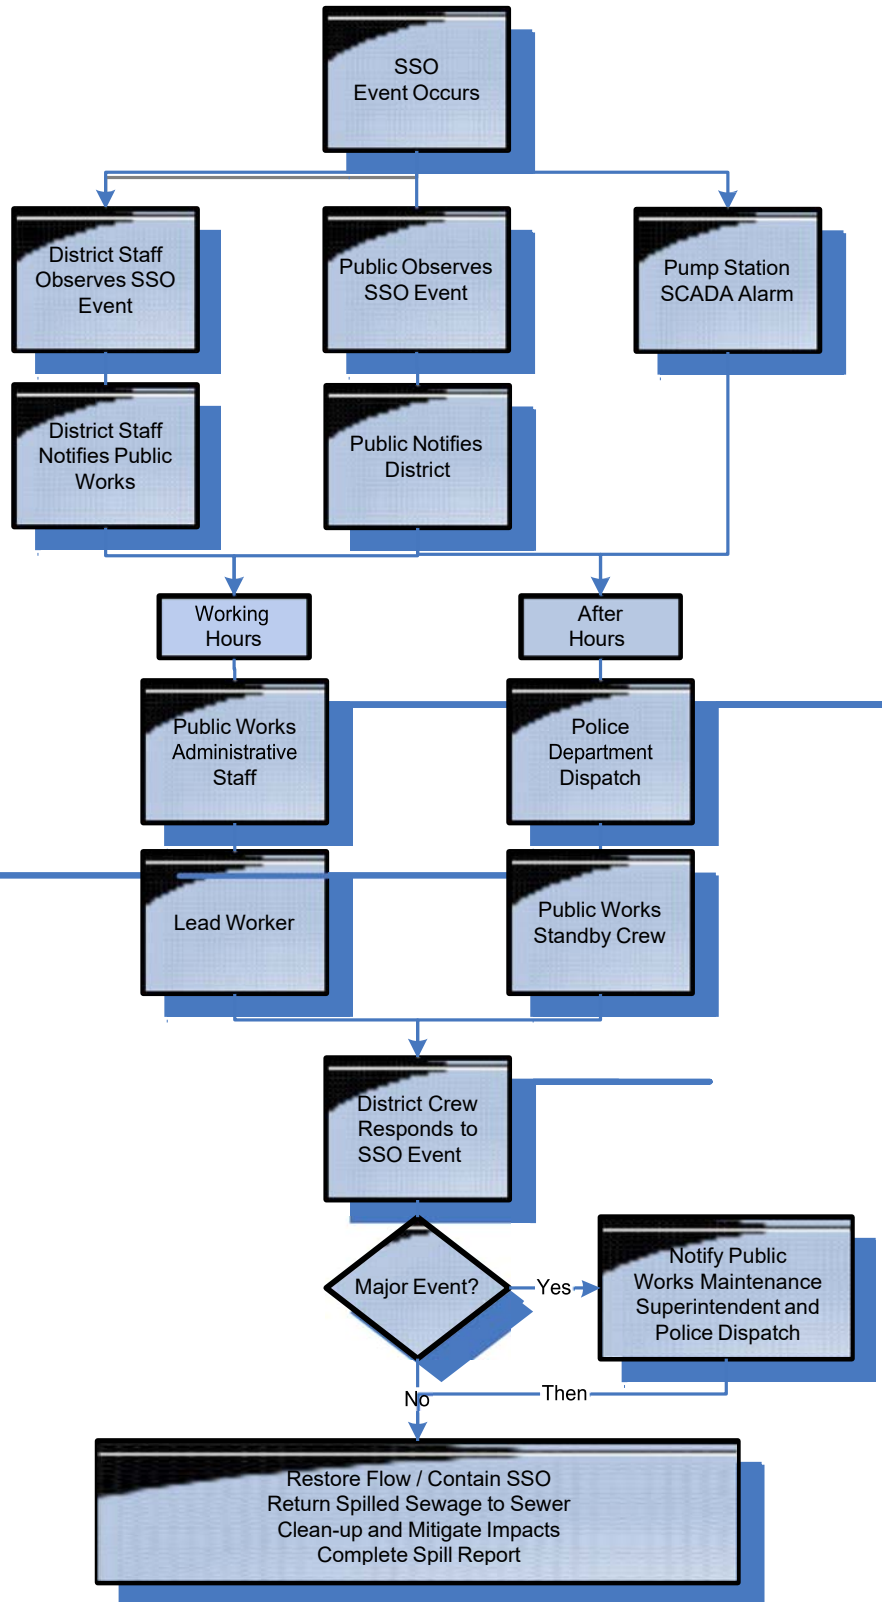 SSO
Event Occurs
District Staff
Observes SSO
Event
Public Observes
SSO Event
Pump Station
SCADA Alarm
District Staff
Notifies Public
Works
Public Notifies
District
Working
Hours
After
Hours
Public Works
Administrative
Staff
Police
Department
Dispatch
Lead Worker
Public Works
Standby Crew
District Crew
Responds to
SSO Event
Major Event?
Yes
Notify Public
Works Maintenance
Superintendent and
Police Dispatch
No
Then
Restore Flow / Contain SSO
Return Spilled Sewage to Sewer
Clean-up and Mitigate Impacts
Complete Spill Report